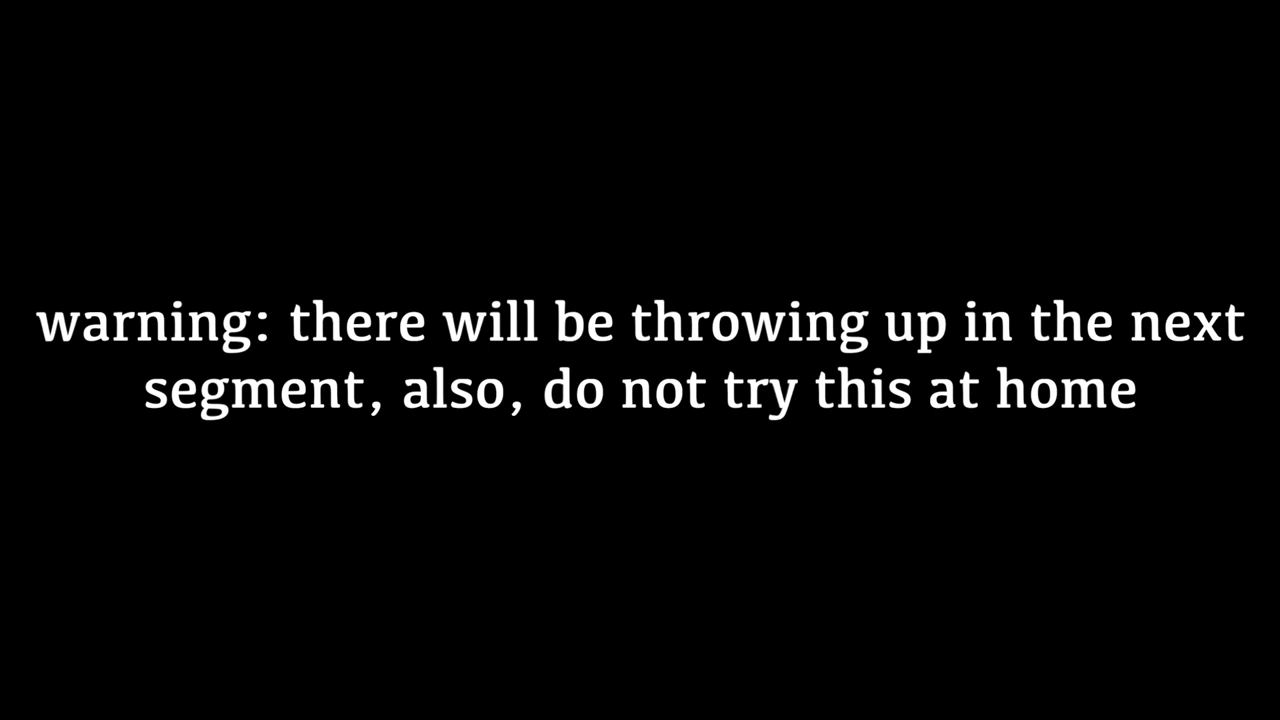 warning: there will be throwing up in the next
segment, also, do not try this at home